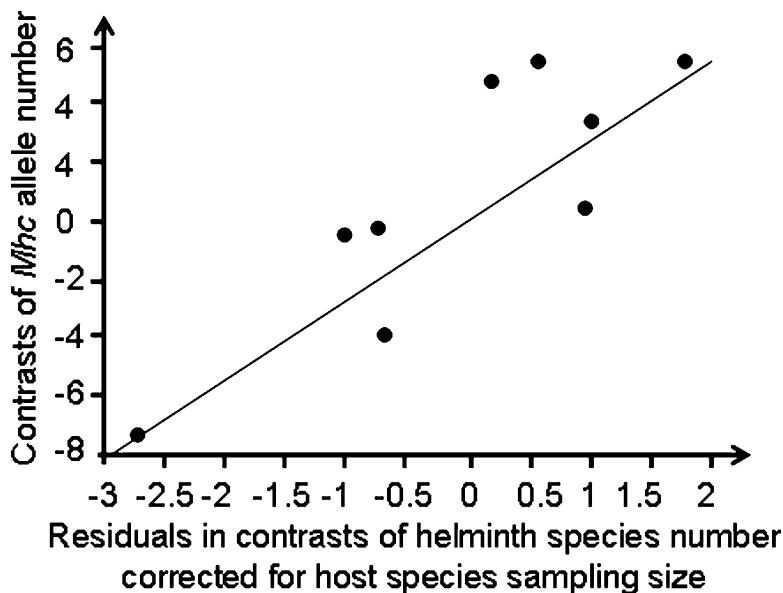 Contrasts of Mhc allele number
6
4
4
0
-2
-4
-6
-8
-3 -2.5 -2 -1.5 -1 -0.5 0 0.5 1 1.5 2
Residuals in contrasts of helminth species number
corrected for host species sampling size